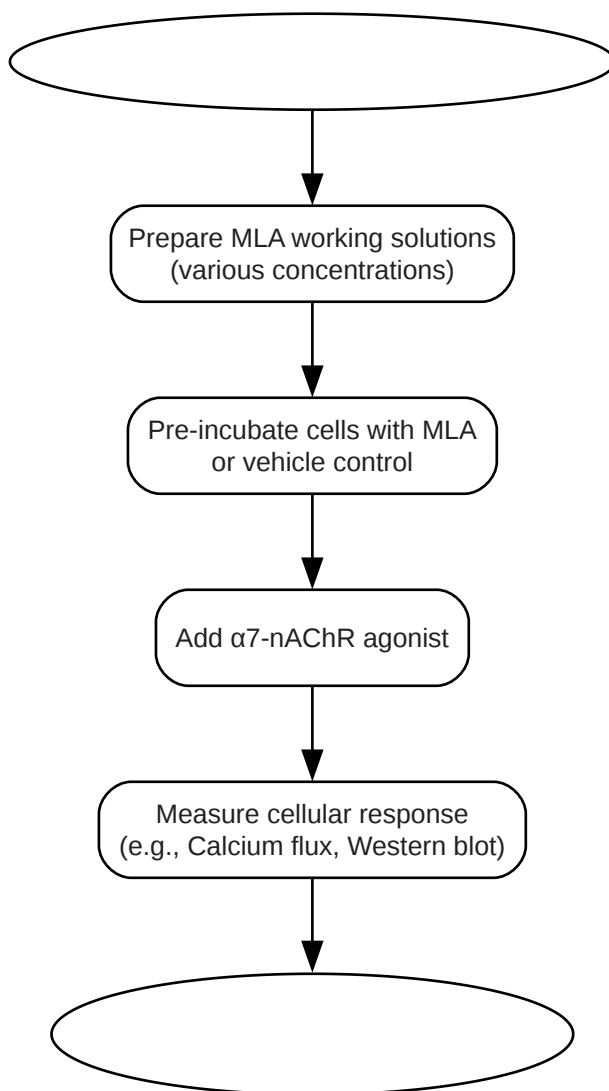 Prepare MLA working solutions
(various concentrations)
Pre-incubate cells with MLA
or vehicle control
Add α7-nAChR agonist
Measure cellular response
(e.g., Calcium flux, Western blot)